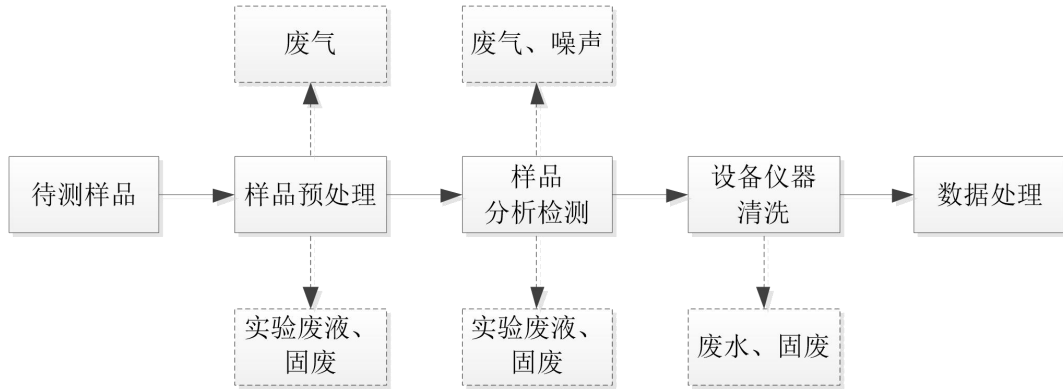 废气
废气、噪声
待测样品
样品预处理
样品
分析检测
设备仪器
清洗
数据处理
实验废液、
固废
实验废液、
固废
废水、固废